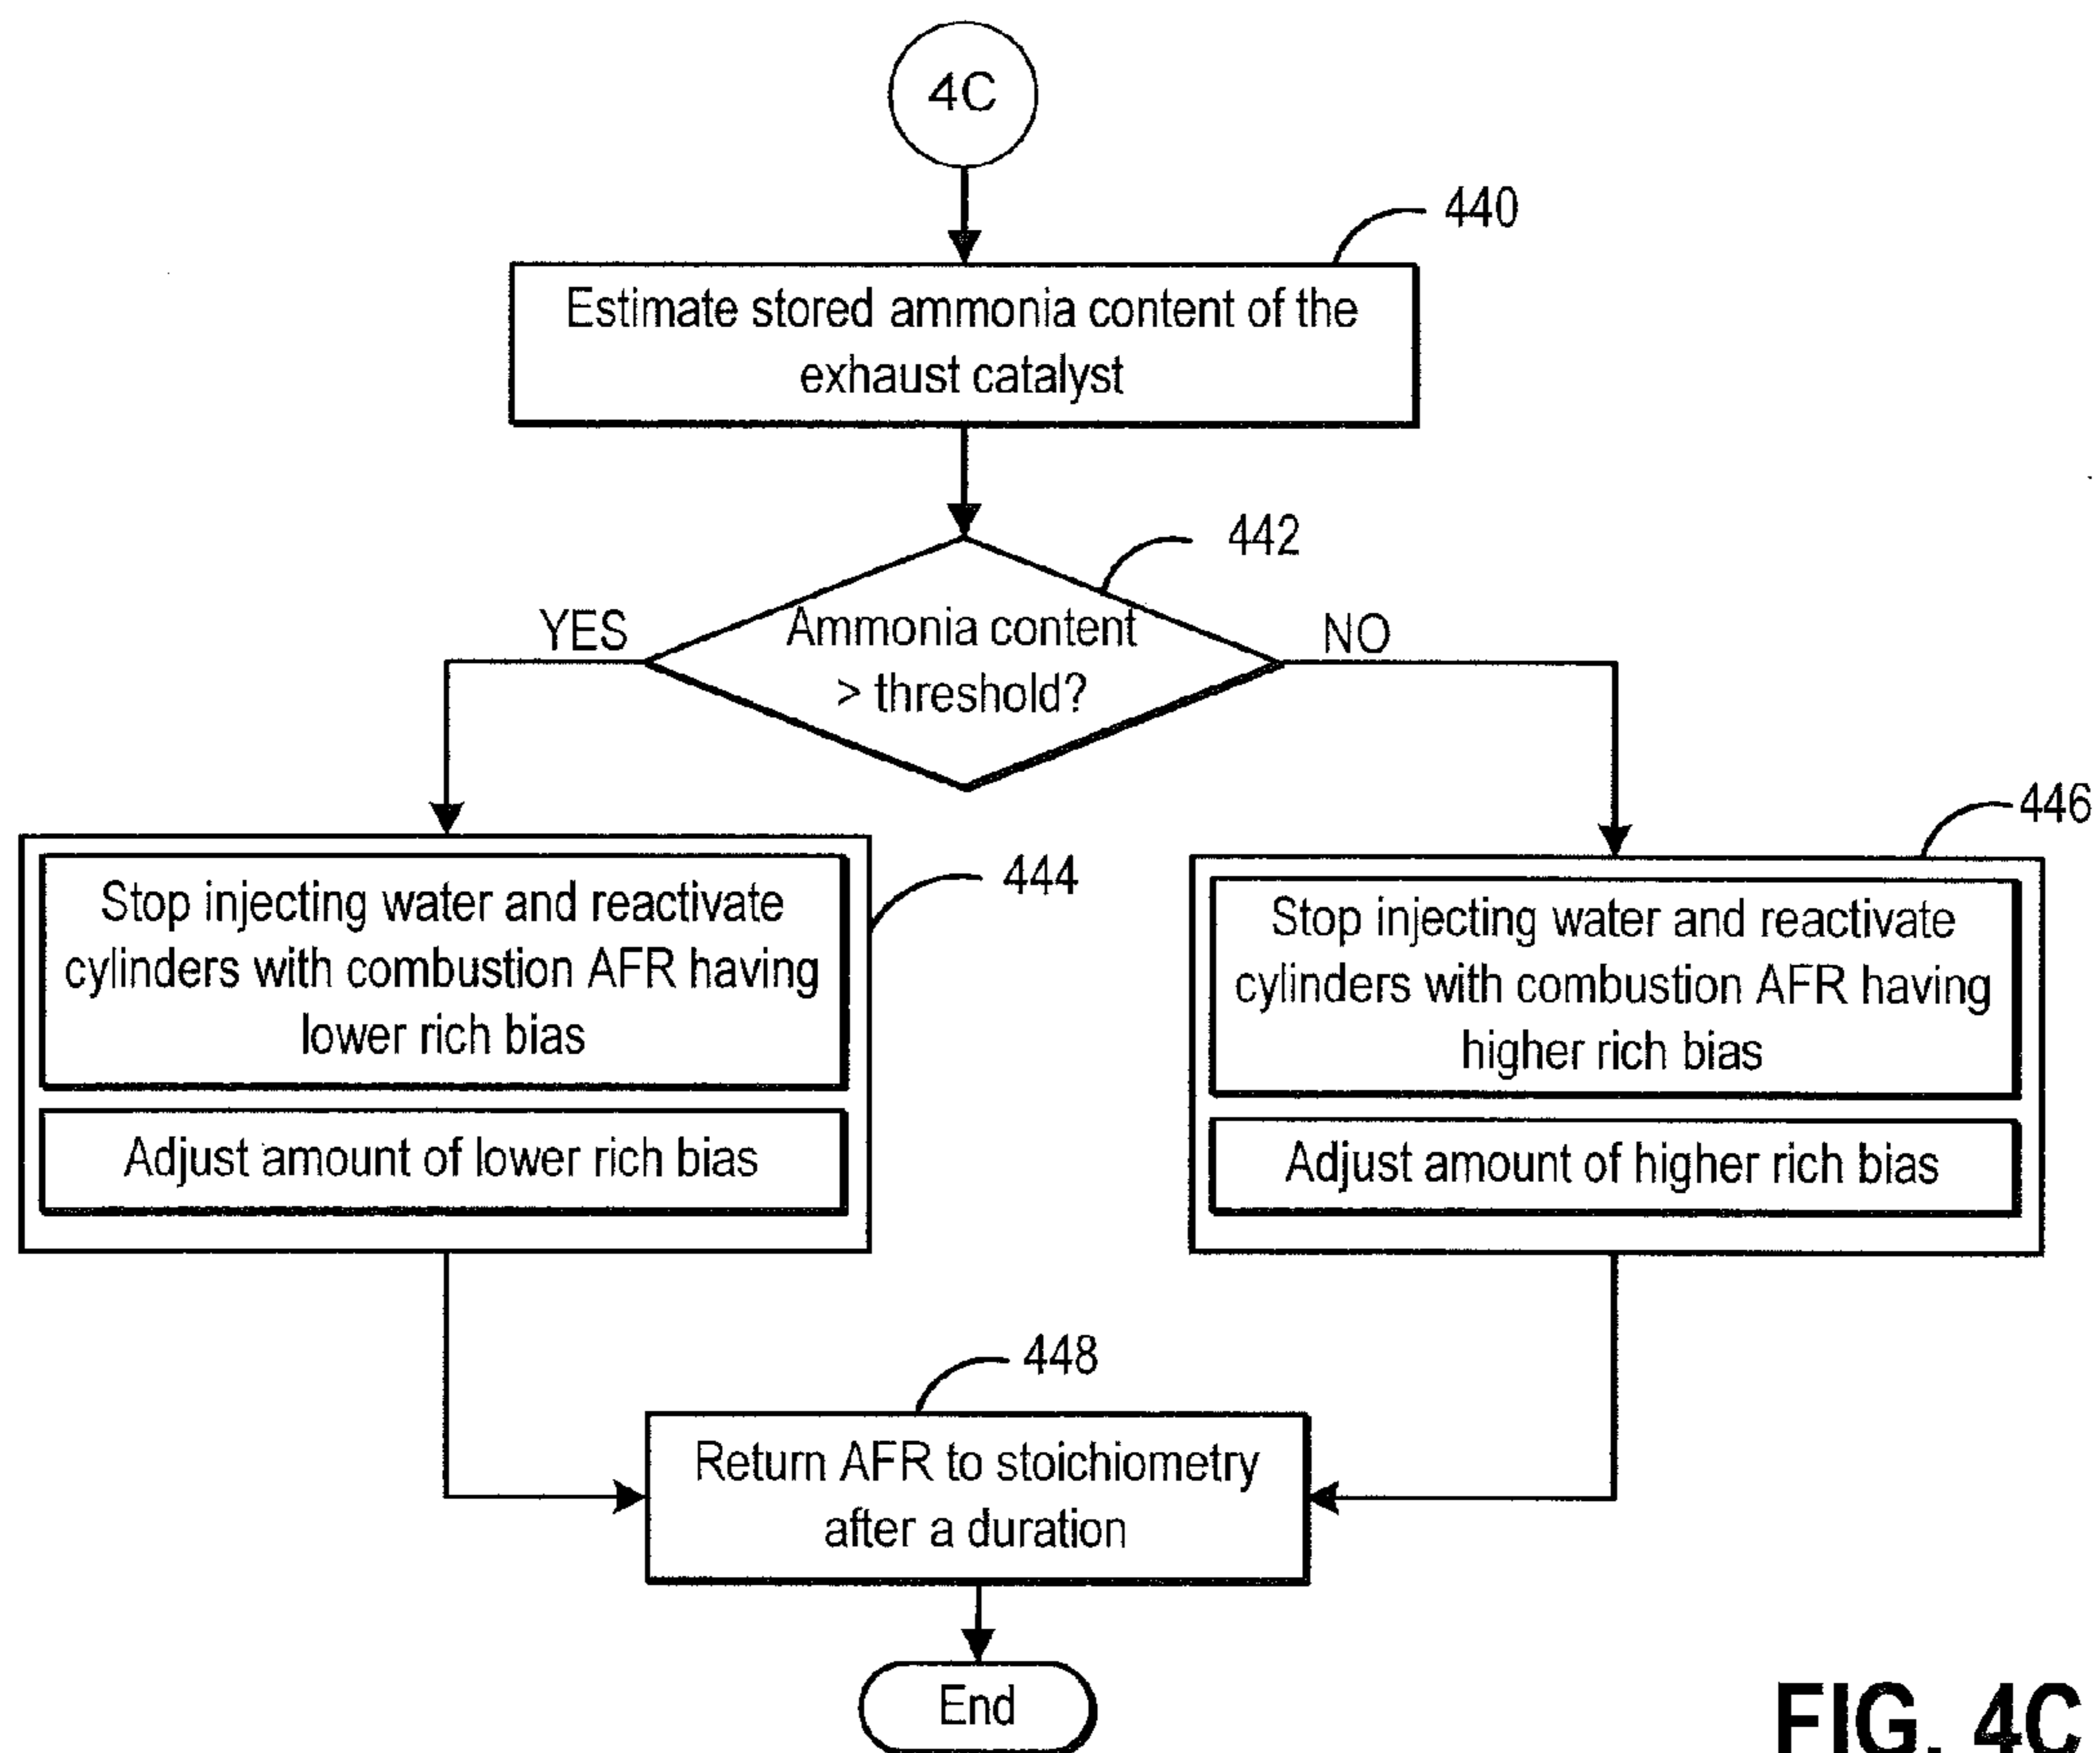 4C
440
Estimate stored ammonia content of the
exhaust catalyst
442
YES
Ammonia content
> threshold?
NO
444
Stop injecting water and reactivate
cylinders with combustion AFR having
lower rich bias
Adjust amount of lower rich bias
446
Stop injecting water and reactivate
cylinders with combustion AFR having
higher rich bias
Adjust amount of higher rich bias
448
Return AFR to stoichiometry
after a duration
End
FIG. 4C